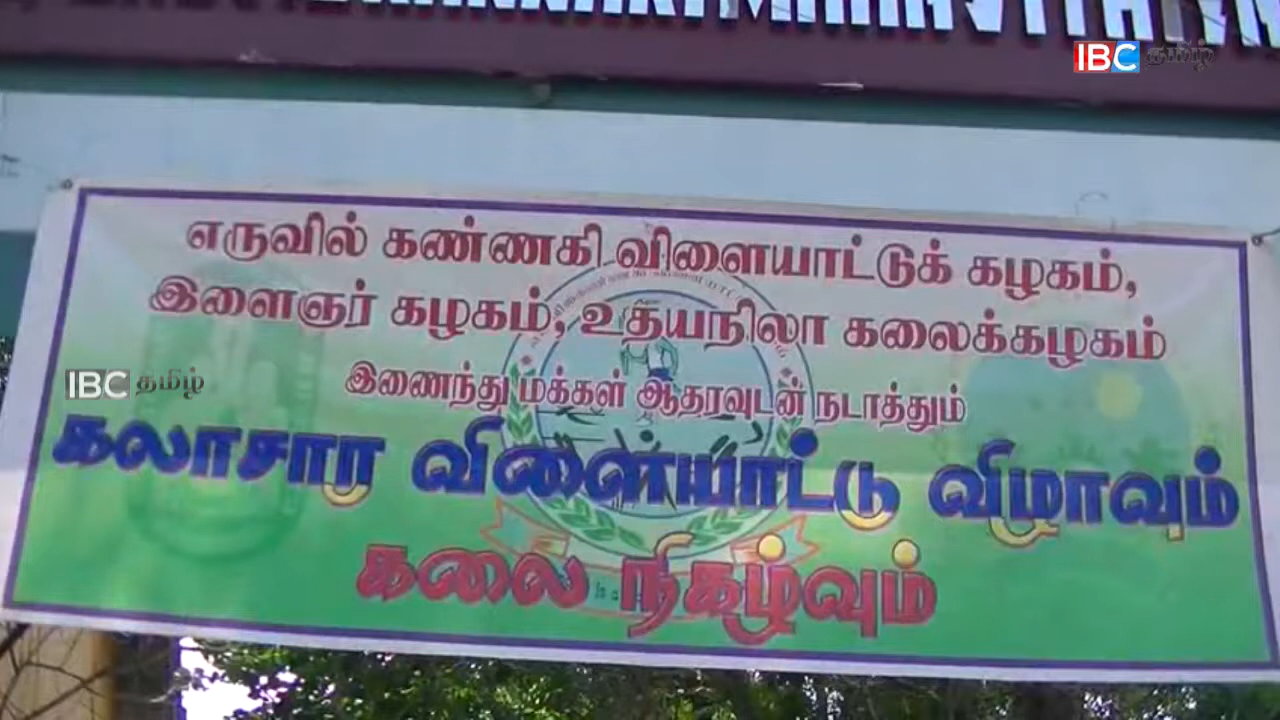 IBC தமிழ்
எருவில் கண்ணகி விளையாட்டுக் கழகம்,
இளைஞர் கழகம், உதயநிலா கலைக்கழகம்
IBC தமிழ்
இணைந்து மக்கள் ஆதரவுடன் நடாத்தும்
கலாசார விளையாட்டு விழாவும்
கலை நிகழ்வும்